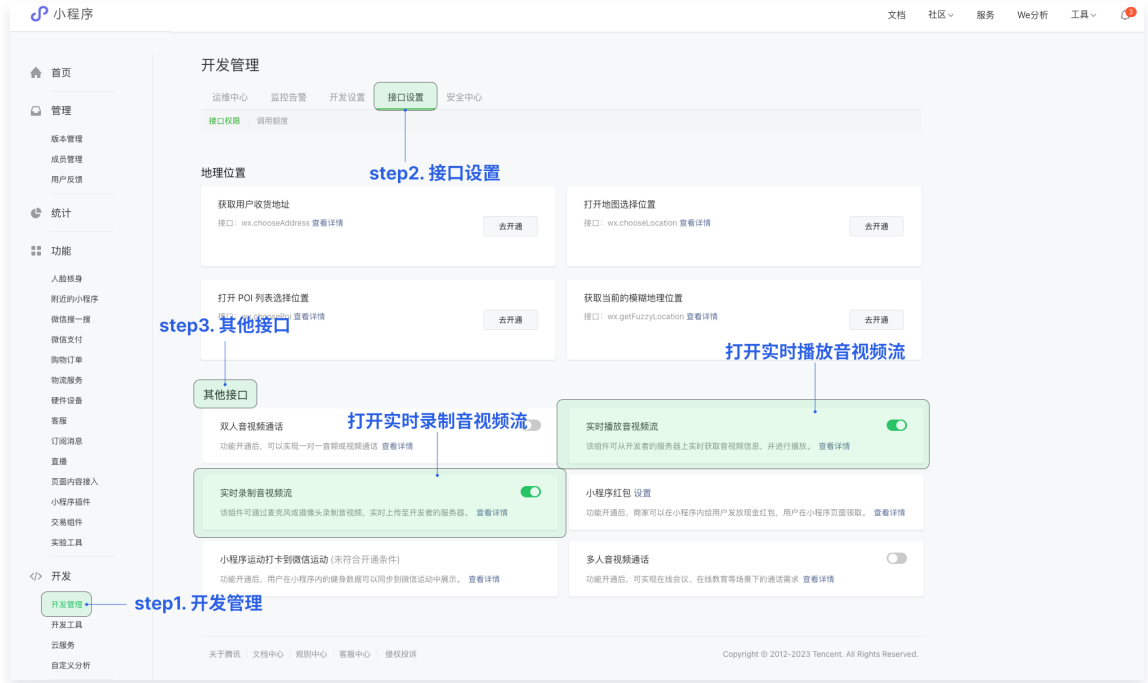 小程序
文档 社区 服务 We分析 工具 3
首页
管理
版本管理
成员管理
用户反馈
统计
功能
人脸核身
附近的小程序
微信搜一搜
微信支付
购物订单
物流服务
硬件设备
客服
订阅消息
直播
页面内容接入
小程序插件
交易组件
实验工具
开发
开发管理
开发工具
云服务
自定义分析
step1. 开发管理
开发管理
运维中心 监控告警 开发设置 接口设置 安全中心
接口权限 调用额度
step2. 接口设置
地理位置
获取用户收货地址
接口：wx.chooseAddress 查看详情
去开通
打开地图选择位置
接口：wx.chooseLocation 查看详情
去开通
打开 POI 列表选择位置
接口：wx.choosePoi 查看详情
去开通
获取当前的模糊地理位置
接口：wx.getFuzzyLocation 查看详情
去开通
step3. 其他接口
打开实时播放音视频流
其他接口
打开实时录制音视频流
双人音视频通话
功能开通后，可以实现一对一音频或视频通话 查看详情
实时播放音视频流
该组件可从开发者的服务器上实时获取音视频信息，并进行播放。 查看详情
实时录制音视频流
该组件可通过麦克风或摄像头录制音视频，实时上传至开发者的服务器。 查看详情
小程序红包 设置
功能开通后，商家可以在小程序内给用户发放现金红包，用户在小程序页面领取。 查看详情
小程序运动打卡到微信运动 (未符合开通条件)
功能开通后，用户在小程序内的健身数据可以同步到微信运动中展示。 查看详情
多人音视频通话
功能开通后，可实现在线会议、在线教育等场景下的通话需求 查看详情
关于腾讯 文档中心 规则中心 客服中心 侵权投诉
Copyright © 2012-2023 Tencent. All Rights Reserved.